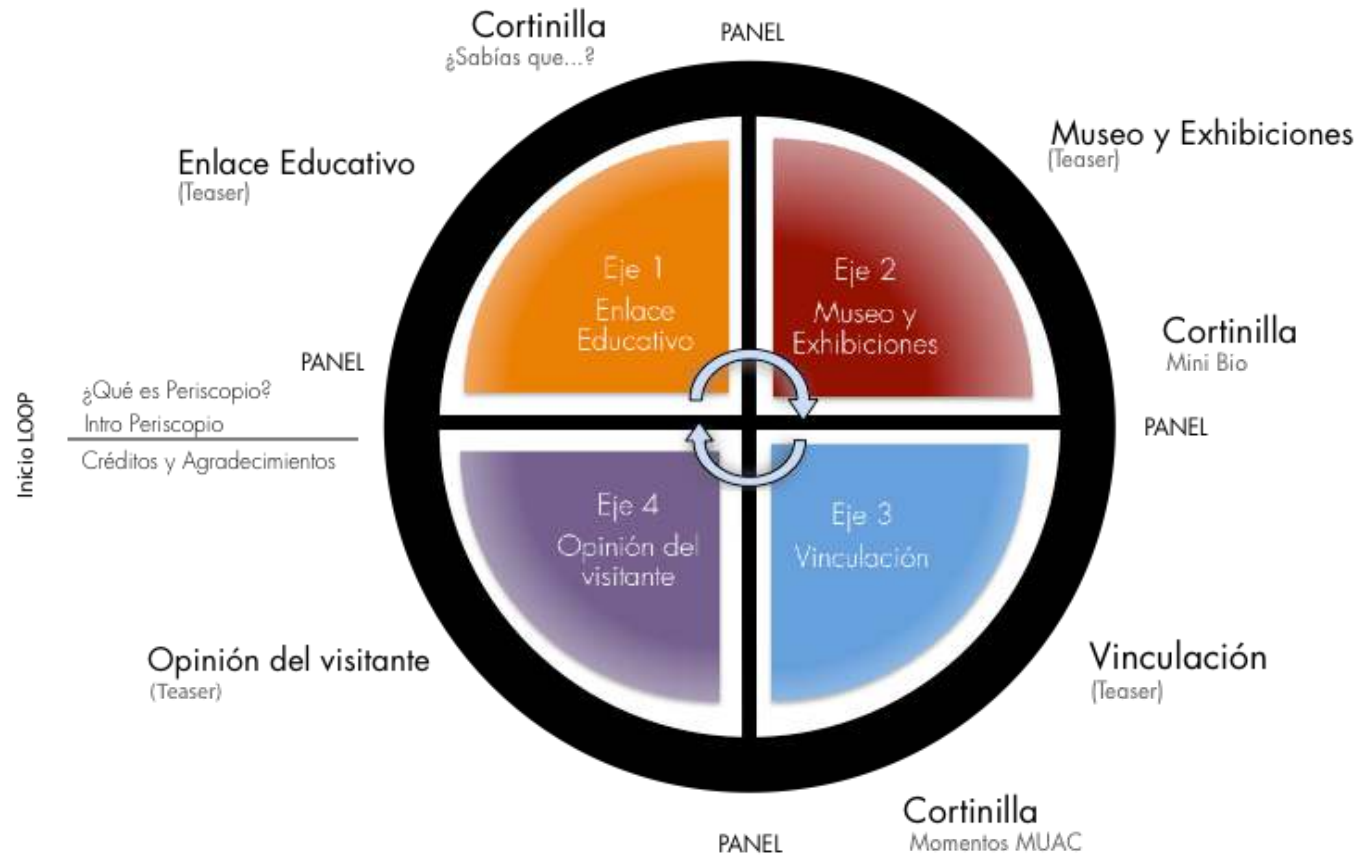 Cortinilla
¿Sabías que...?
PANEL
Enlace Educativo
(Teaser)
Museo y Exhibiciones
(Teaser)
Eje 1
Enlace
Educativo
Eje 2
Museo y
Exhibiciones
Cortinilla
Mini Bio
PANEL
PANEL
Inicio LOOP
¿Qué es Periscopio?
Intro Periscopio
Créditos y Agradecimientos
Eje 4
Opinión del
visitante
Eje 3
Vinculación
Opinión del visitante
(Teaser)
Vinculación
(Teaser)
Cortinilla
Momentos MUAC
PANEL